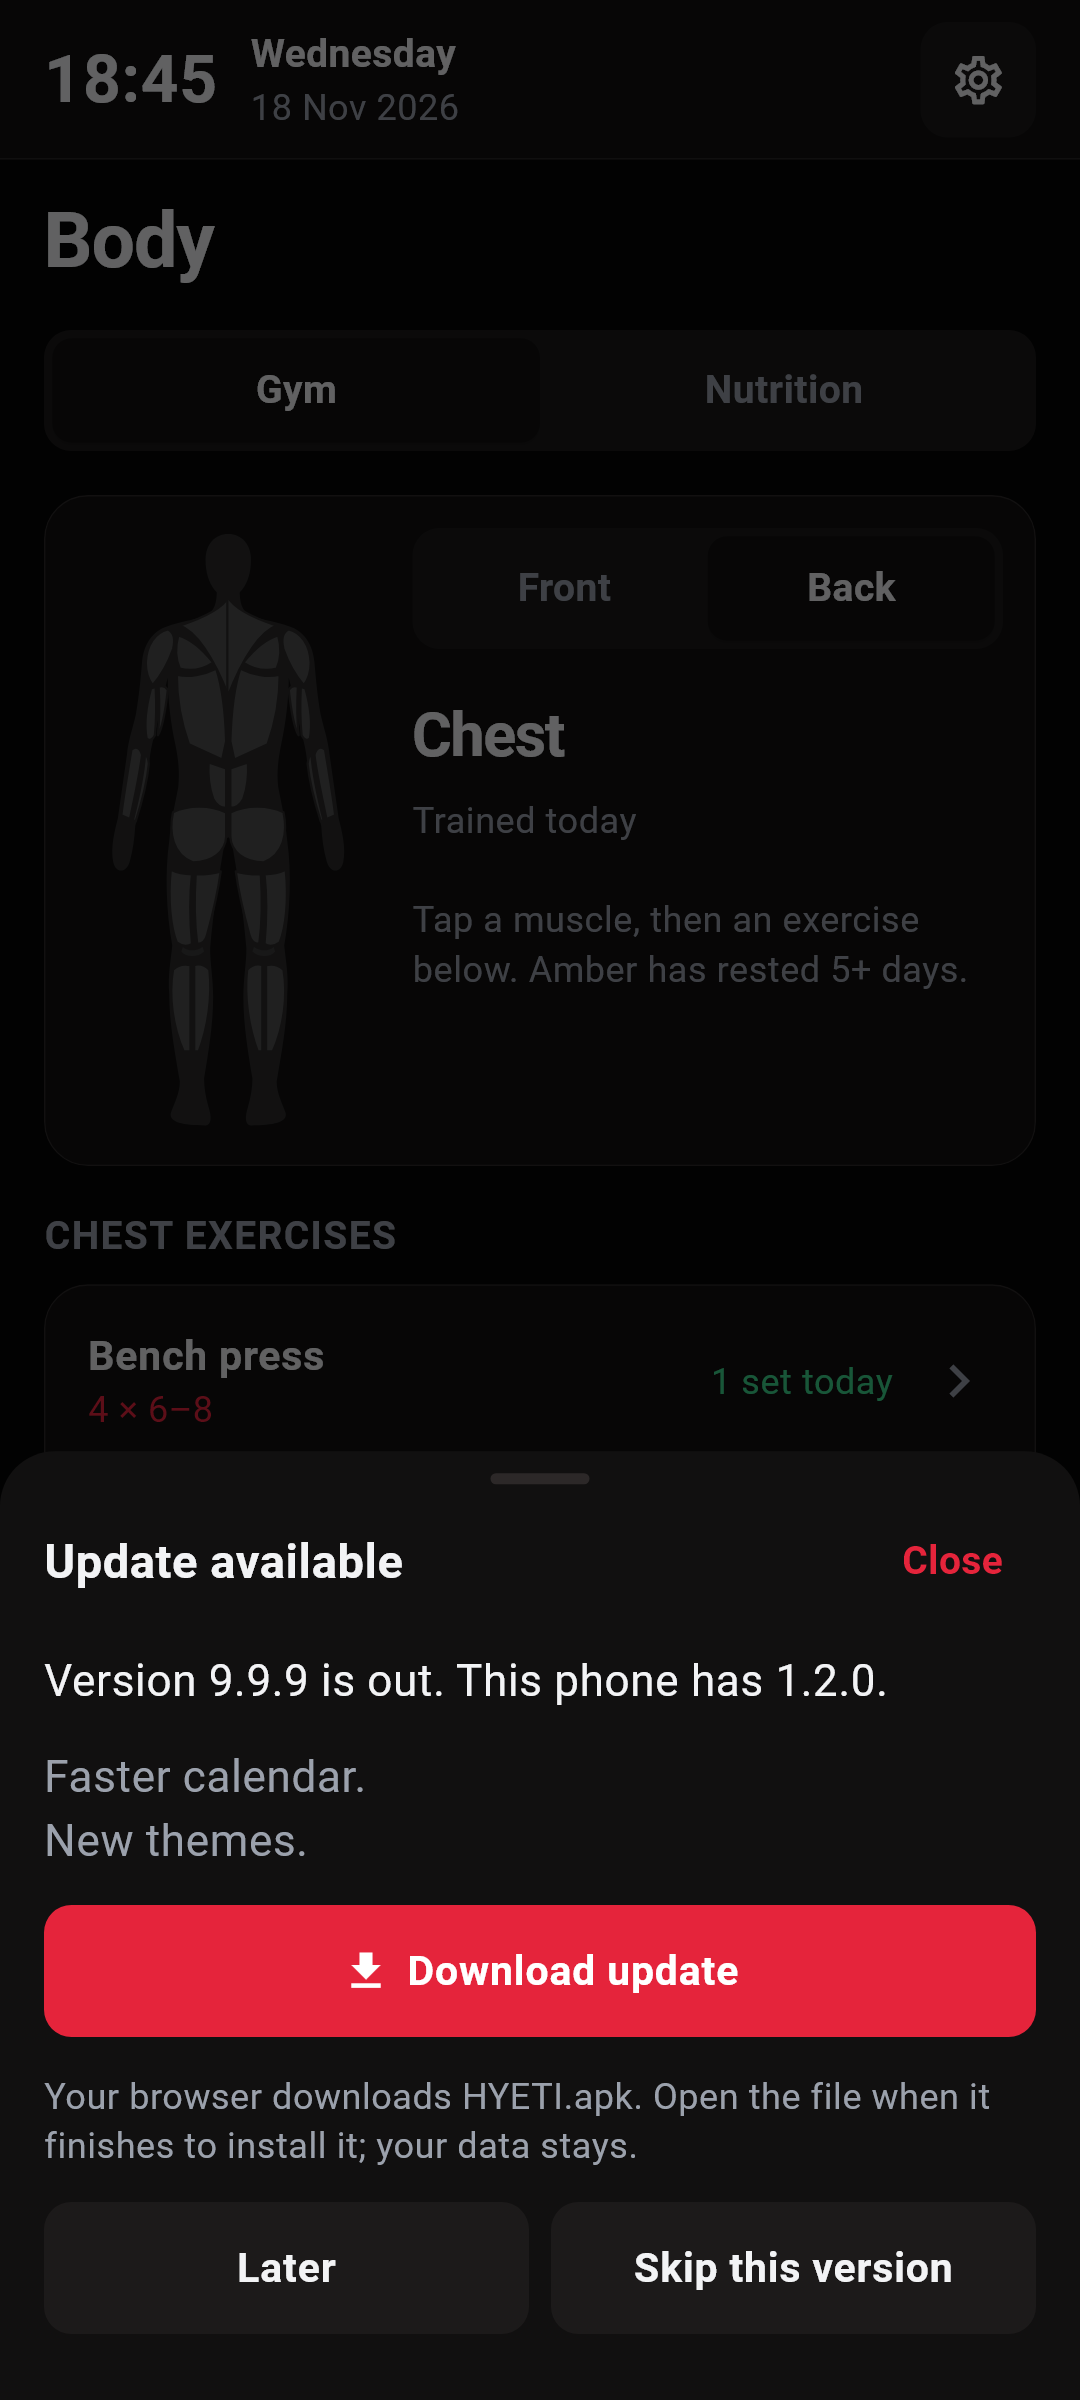 18:45
Wednesday
18 Nov 2026
Body
Gym
Nutrition
Front
Back
Chest
Trained today
Tap a muscle, then an exercise
below. Amber has rested 5+ days.
CHEST EXERCISES
Bench press
4 × 6–8
1 set today
Update available
Close
Version 9.9.9 is out. This phone has 1.2.0.
Faster calendar.
New themes.
Download update
Your browser downloads HYETI.apk. Open the file when it
finishes to install it; your data stays.
Later
Skip this version